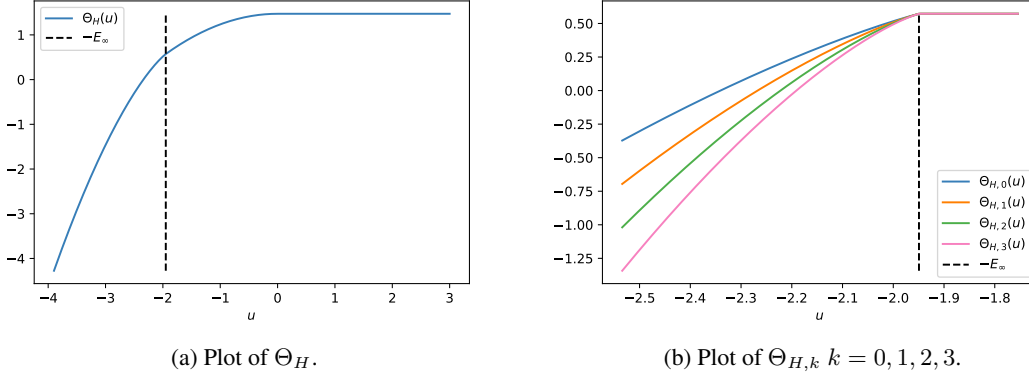 1
0
−1
−2
−3
−4
−4
−3
−2
−1
0
1
2
3
u
Θ_H(u)
−E_∞
(a) Plot of Θ_H.
0.50
0.25
0.00
−0.25
−0.50
−0.75
−1.00
−1.25
−2.5
−2.4
−2.3
−2.2
−2.1
−2.0
−1.9
−1.8
u
Θ_{H,0}(u)
Θ_{H,1}(u)
Θ_{H,2}(u)
Θ_{H,3}(u)
−E_∞
(b) Plot of Θ_{H,k} k = 0, 1, 2, 3.